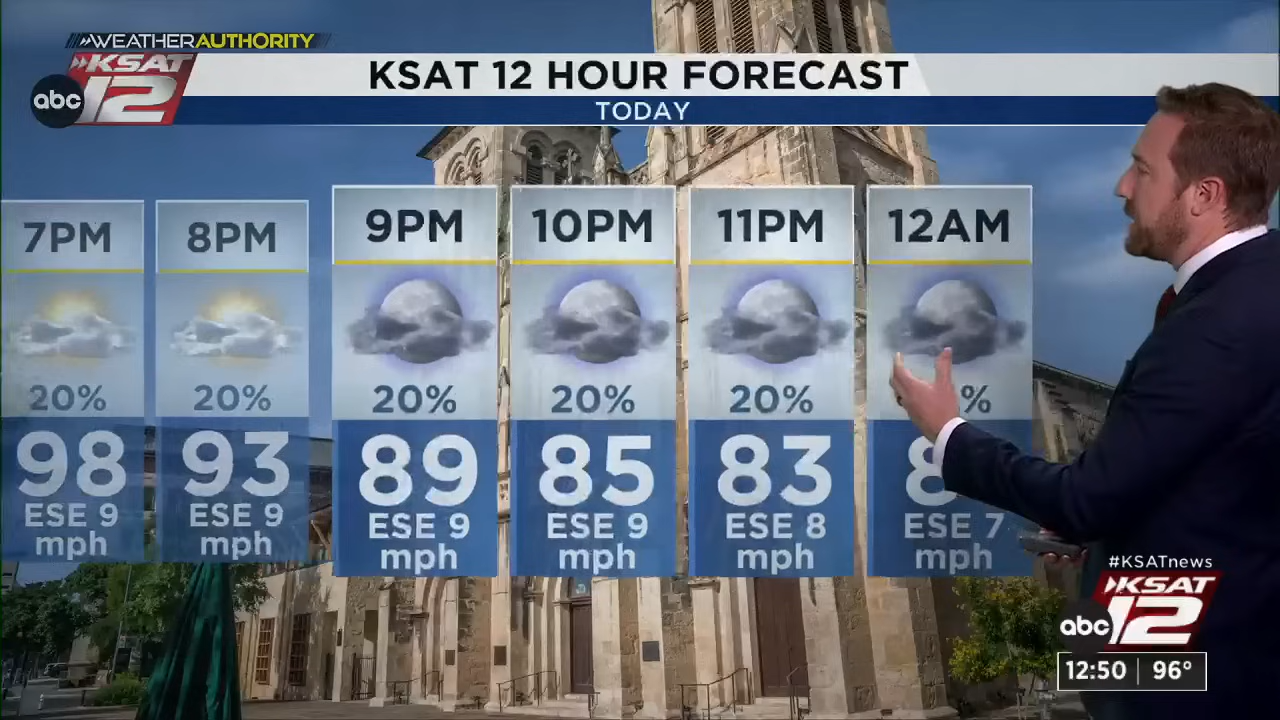 WEATHERAUTHORITY
KSAT
12
abc
KSAT 12 HOUR FORECAST
TODAY
7PM
20%
98
ESE 9
mph
8PM
20%
93
ESE 9
mph
9PM
20%
89
ESE 9
mph
10PM
20%
85
ESE 9
mph
11PM
20%
83
ESE 8
mph
12AM
%
ESE 7
mph
#KSATnews
KSAT
12
abc
12:50 96°